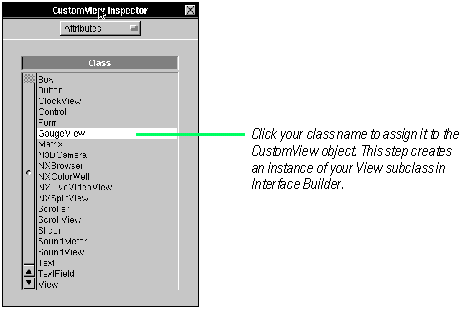 CustomView Inspector
Attributes
Class
Box
Button
ClockView
Control
Form
GaugeView
Matrix
N3DCamera
NXBrowser
NXColorWell
NXLiveVideoView
NXSplitView
Scroller
ScrollView
Slider
SoundMeter
SoundView
Text
TextField
View
Click your class name to assign it to the
CustomView object. This step creates
an instance of your View subclass in
Interface Builder.